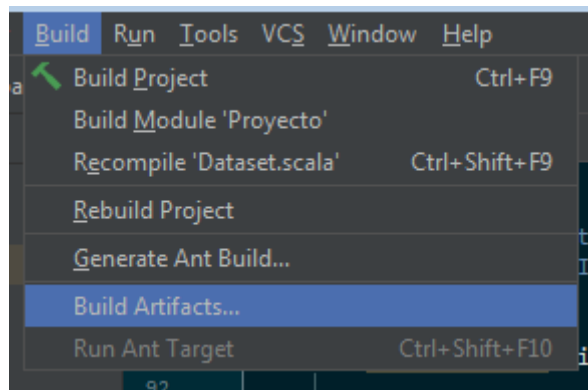 Build Run Tools VCS Window Help
Build Project Ctrl+F9
Build Module 'Proyecto'
Recompile 'Dataset.scala' Ctrl+Shift+F9
Rebuild Project
Generate Ant Build...
Build Artifacts...
Run Ant Target Ctrl+Shift+F10
92